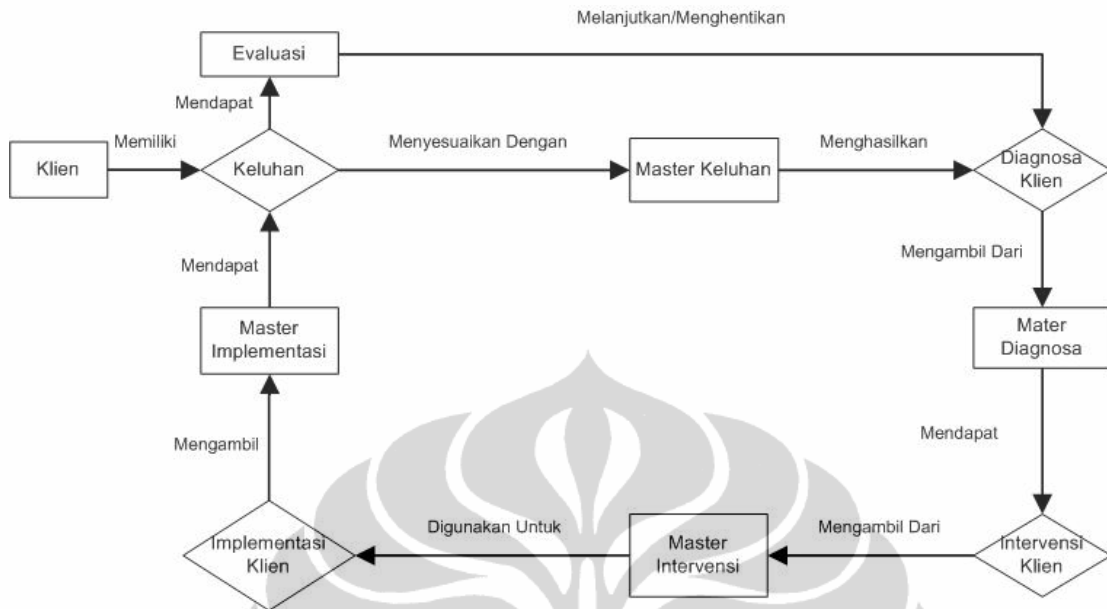 Melanjutkan/Menghentikan
Evaluasi
Mendapat
Memiliki
Menyesuaikan Dengan
Menghasilkan
Klien
Keluhan
Master Keluhan
Diagnosa
Klien
Mengambil Dari
Mendapat
Master
Implementasi
Mater
Diagnosa
Mengambil
Mendapat
Digunakan Untuk
Mengambil Dari
Implementasi
Klien
Master
Intervensi
Intervensi
Klien